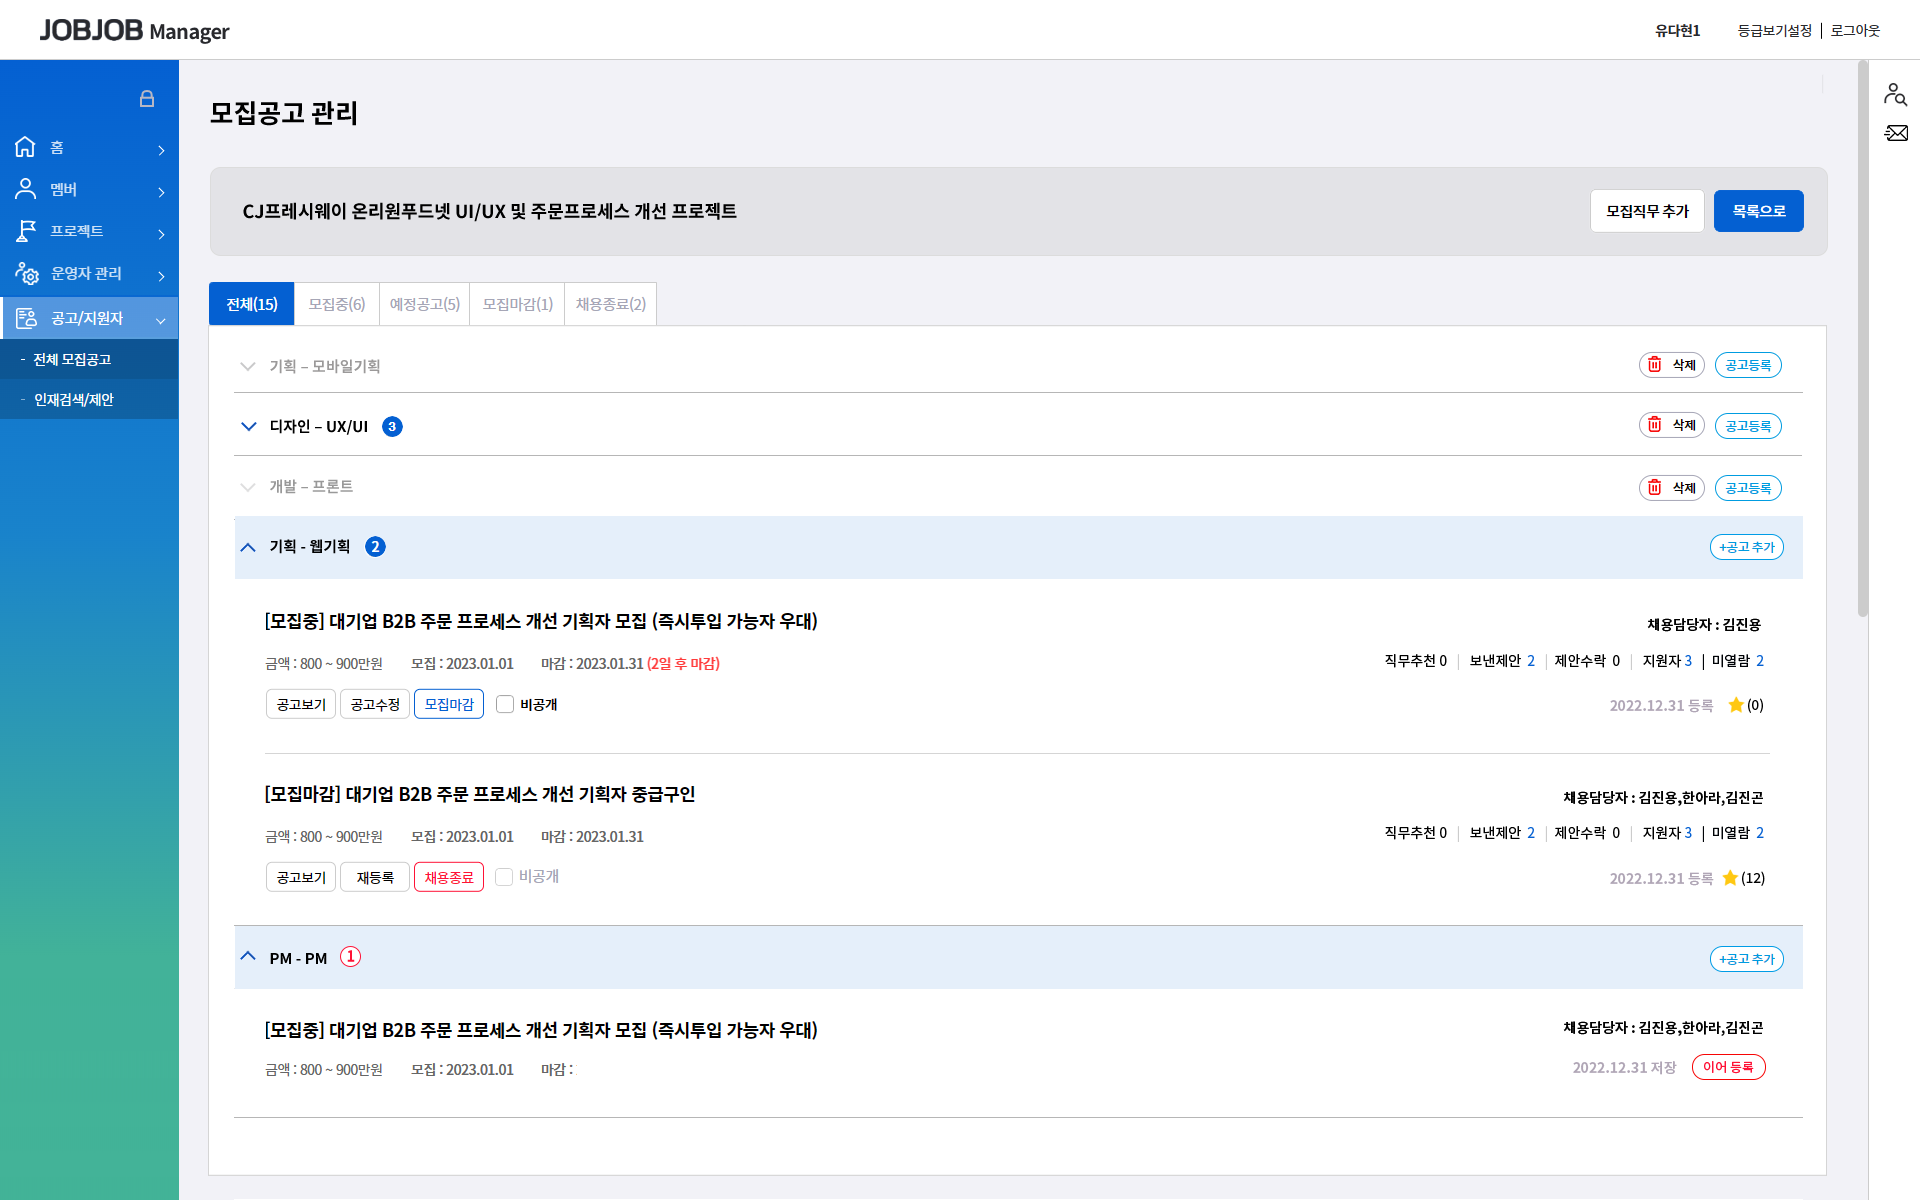 JOBJOB Manager
유다현1 등급보기설정 로그아웃
홈
멤버
프로젝트
운영자 관리
공고/지원자
- 전체 모집공고
- 인재검색/제안
모집공고 관리
CJ프레시웨이 온리원푸드넷 UI/UX 및 주문프로세스 개선 프로젝트
모집직무 추가 목록으로
전체(15) 모집중(6) 예정공고(5) 모집마감(1) 채용종료(2)
기획 – 모바일기획 삭제 공고등록
디자인 – UX/UI 3 삭제 공고등록
개발 – 프론트 삭제 공고등록
기획 - 웹기획 2 +공고 추가
[모집중] 대기업 B2B 주문 프로세스 개선 기획자 모집 (즉시투입 가능자 우대)
채용담당자 : 김진용
금액 : 800 ~ 900만원 모집 : 2023.01.01 마감 : 2023.01.31 (2일 후 마감)
직무추천 0 | 보낸제안 2 | 제안수락 0 | 지원자 3 | 미열람 2
공고보기 공고수정 모집마감 비공개
2022.12.31 등록 (0)
[모집마감] 대기업 B2B 주문 프로세스 개선 기획자 중급구인
채용담당자 : 김진용,한아라,김진곤
금액 : 800 ~ 900만원 모집 : 2023.01.01 마감 : 2023.01.31
직무추천 0 | 보낸제안 2 | 제안수락 0 | 지원자 3 | 미열람 2
공고보기 재등록 채용종료 비공개
2022.12.31 등록 (12)
PM - PM 1 +공고 추가
[모집중] 대기업 B2B 주문 프로세스 개선 기획자 모집 (즉시투입 가능자 우대)
채용담당자 : 김진용,한아라,김진곤
금액 : 800 ~ 900만원 모집 : 2023.01.01 마감 :
2022.12.31 저장 이어 등록